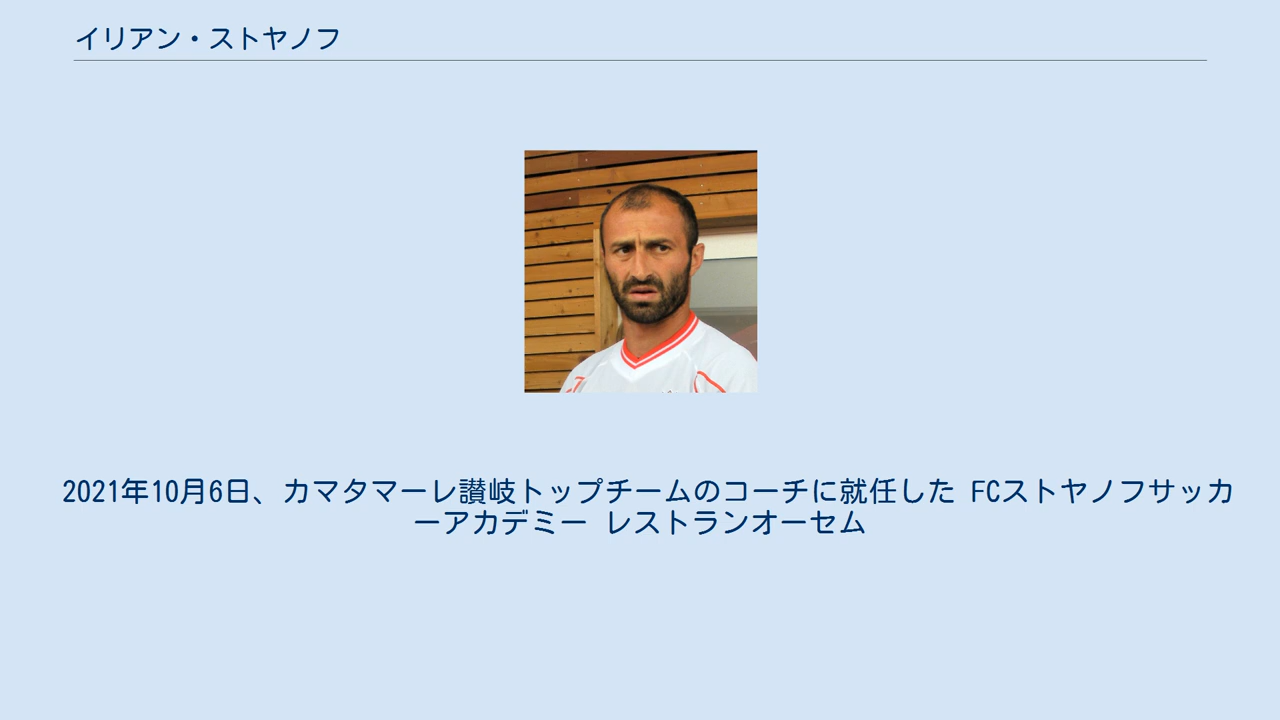 イリアン・ストヤノフ
2021年10月6日、カマタマーレ讃岐トップチームのコーチに就任した FCストヤノフサッカ
ーアカデミー レストランオーセム